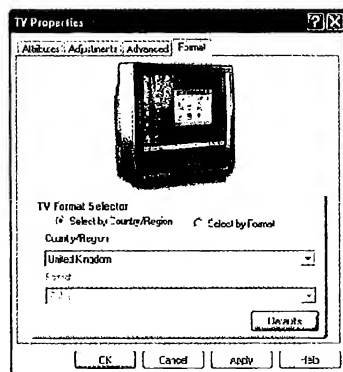 TV Properties
Attributes Adjustments Advanced Format
TV Format Selector
Select by Country/Region Select by Format
Country/Region
United Kingdom
Format
Defaults
OK Cancel Apply Help